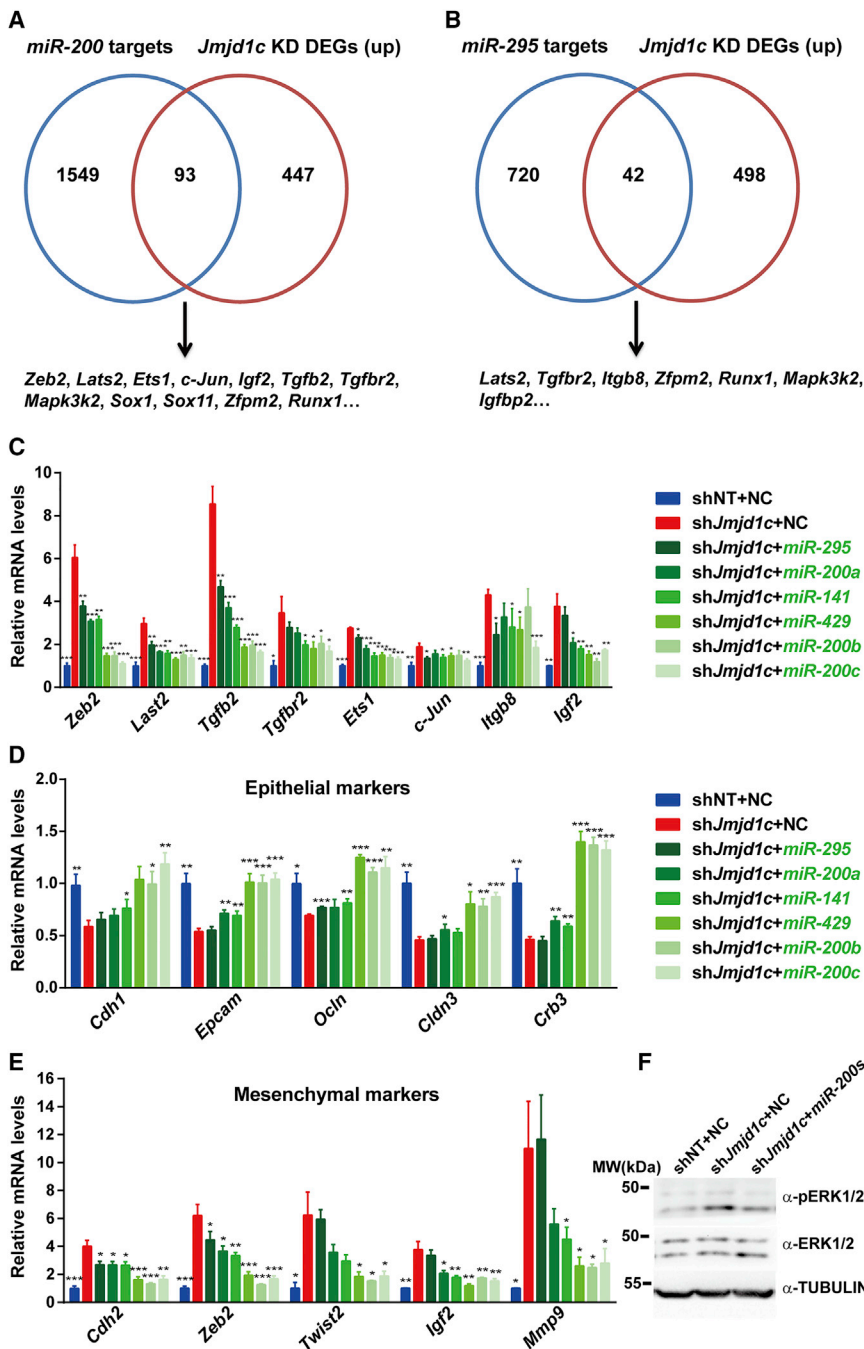 A
miR-200 targets
Jmjd1c KD DEGs (up)
1549
93
447
Zeb2, Lats2, Ets1, c-Jun, Igf2, Tgfb2, Tgfbr2,
Mapk3k2, Sox1, Sox11, Zfpm2, Runx1...
B
miR-295 targets
Jmjd1c KD DEGs (up)
720
42
498
Lats2, Tgfbr2, Itgb8, Zfpm2, Runx1, Mapk3k2,
Igfbp2...
C
Relative mRNA levels
10
8
6
4
2
0
Zeb2
Last2
Tgfb2
Tgfbr2
Ets1
c-Jun
Itgb8
Igf2
shNT+NC
shJmjd1c+NC
shJmjd1c+miR-295
shJmjd1c+miR-200a
shJmjd1c+miR-141
shJmjd1c+miR-429
shJmjd1c+miR-200b
shJmjd1c+miR-200c
D
Epithelial markers
Relative mRNA levels
2.0
1.5
1.0
0.5
0.0
Cdh1
Epcam
Ocln
Cldn3
Crb3
shNT+NC
shJmjd1c+NC
shJmjd1c+miR-295
shJmjd1c+miR-200a
shJmjd1c+miR-141
shJmjd1c+miR-429
shJmjd1c+miR-200b
shJmjd1c+miR-200c
E
Mesenchymal markers
Relative mRNA levels
16
14
12
10
8
6
4
2
0
Cdh2
Zeb2
Twist2
Igf2
Mmp9
F
shNT+NC
shJmjd1c+NC
shJmjd1c+miR-200s
MW(kDa)
50
α-pERK1/2
50
α-ERK1/2
55
α-TUBULIN